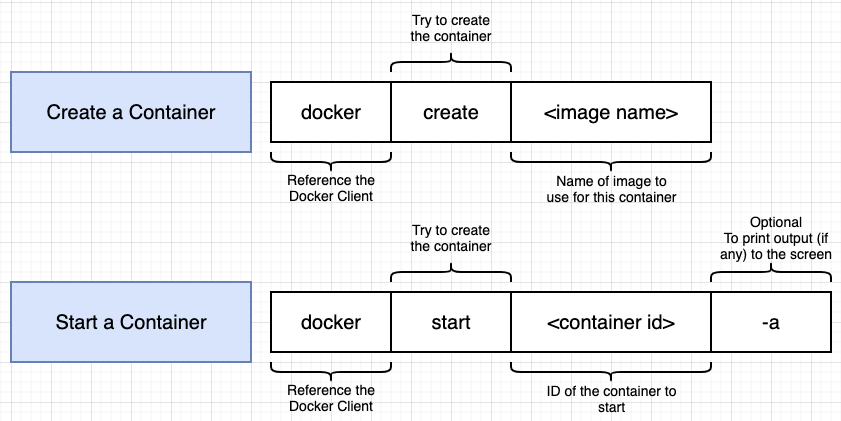 Try to create
the container
Create a Container
docker
create
<image name>
Reference the
Docker Client
Name of image to
use for this container
Try to create
the container
Optional
To print output (if
any) to the screen
Start a Container
docker
start
<container id>
-a
Reference the
Docker Client
ID of the container to
start